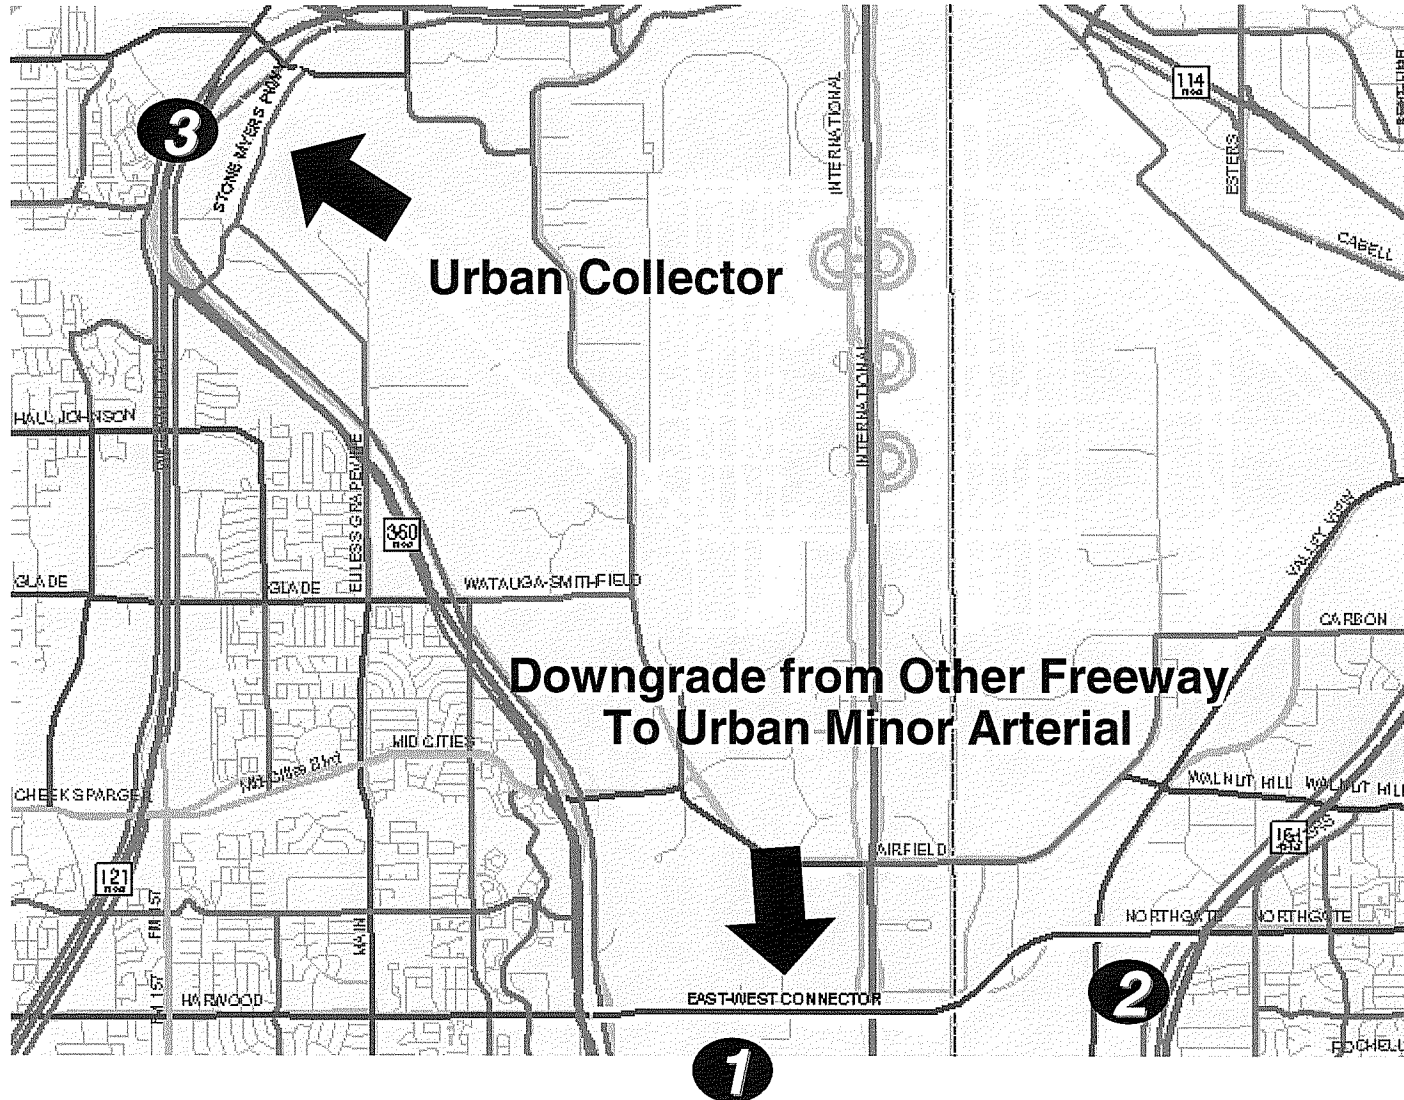 114
BELT LINE
INTERNATIONAL
ESTERS
3
STONE MYERS PKWY
CABELL
Urban Collector
INTERNATIONAL
HALL JOHNSON
EULESS GRAPEVINE
360
VALLEY VIEW
GLADE
GLADE
WATAUGA-SMITHFIELD
CARBON
Downgrade from Other Freeway
To Urban Minor Arterial
MID CITIES
Mid Cities Blvd
CHEEK SPARGER
WALNUT HILL
WALNUT HILL
161
AIRFIELD
121
FM 157
MAIN
NORTHGATE
NORTHGATE
HARWOOD
FM 157
EAST-WEST CONNECTOR
2
ROCHELLE
1